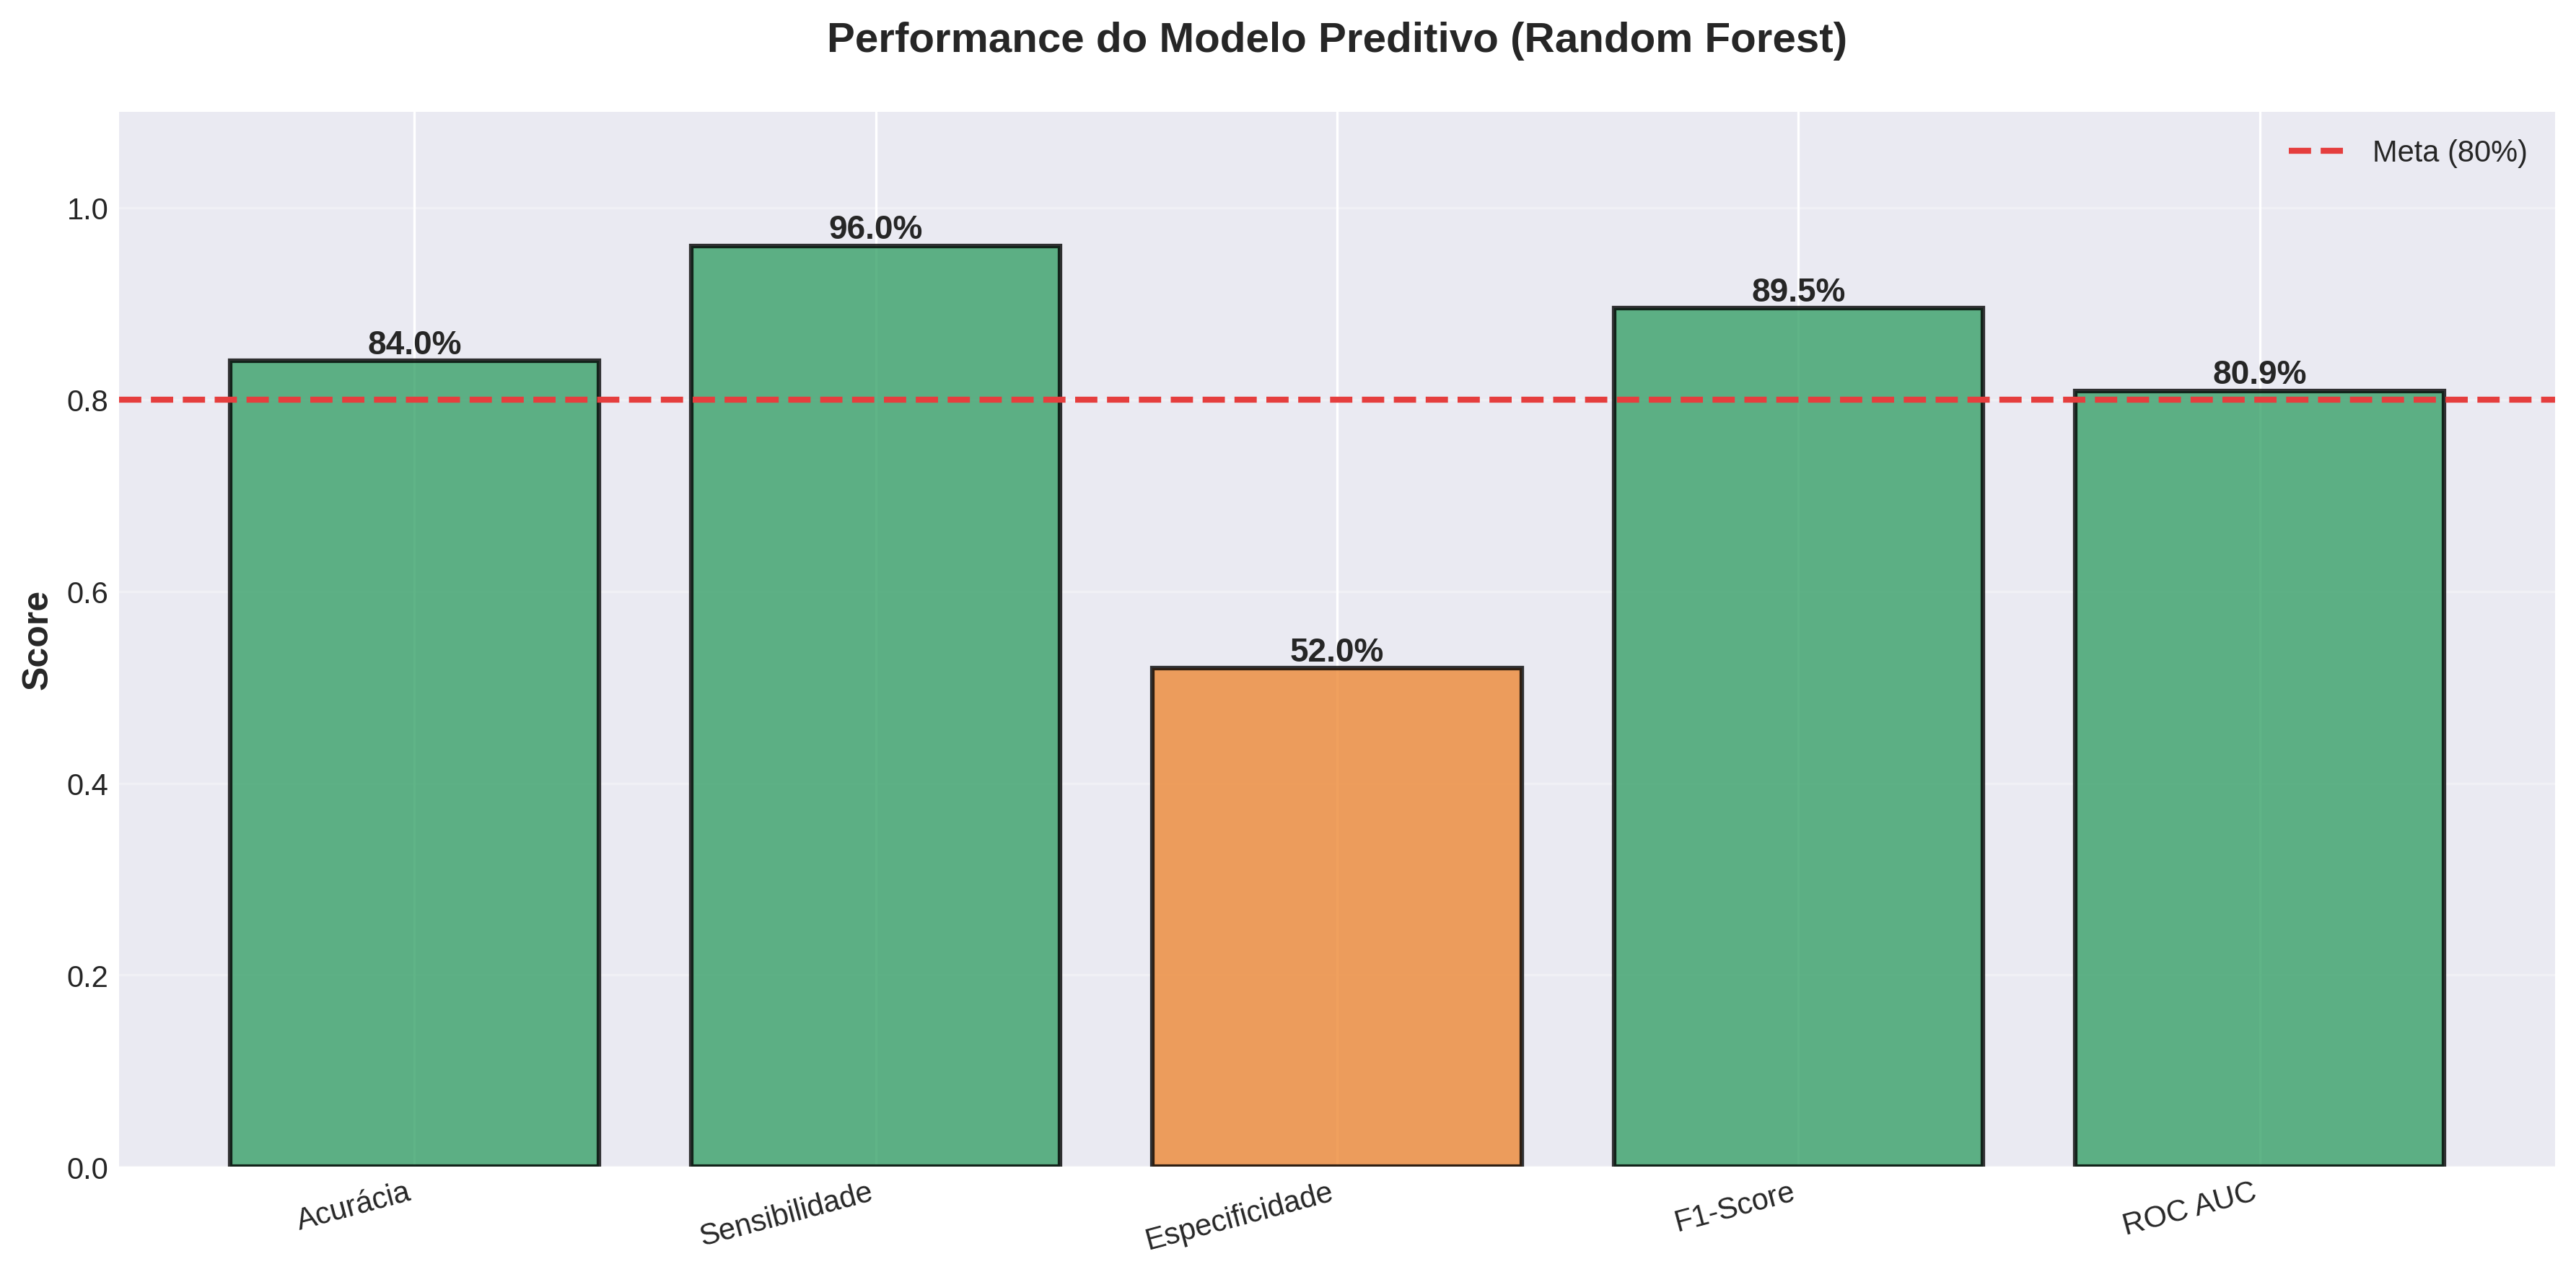 Performance do Modelo Preditivo (Random Forest)
Meta (80%)
Score
1.0
0.8
0.6
0.4
0.2
0.0
84.0%
96.0%
52.0%
89.5%
80.9%
Acurácia
Sensibilidade
Especificidade
F1-Score
ROC AUC